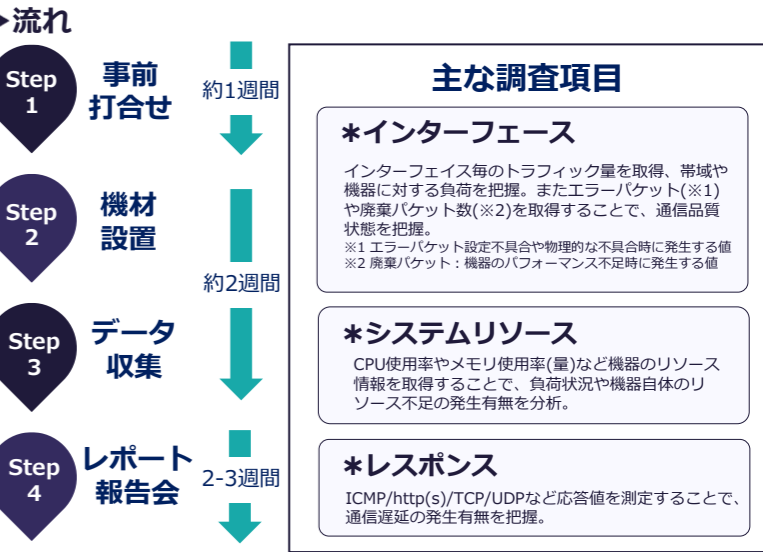 流れ
Step
1
事前
打合せ
約1週間
Step
2
機材
設置
約2週間
Step
3
データ
収集
Step
4
レポート
報告会
2-3週間
主な調査項目
＊インターフェース
インターフェイス毎のトラフィック量を取得、帯域や
機器に対する負荷を把握。またエラーパケット(※1)
や廃棄パケット数(※2)を取得することで、通信品質
状態を把握。
※1 エラーパケット設定不具合や物理的な不具合時に発生する値
※2 廃棄パケット：機器のパフォーマンス不足時に発生する値
＊システムリソース
CPU使用率やメモリ使用率(量)など機器のリソース
情報を取得することで、負荷状況や機器自体のリ
ソース不足の発生有無を分析。
＊レスポンス
ICMP/http(s)/TCP/UDPなど応答値を測定することで、
通信遅延の発生有無を把握。